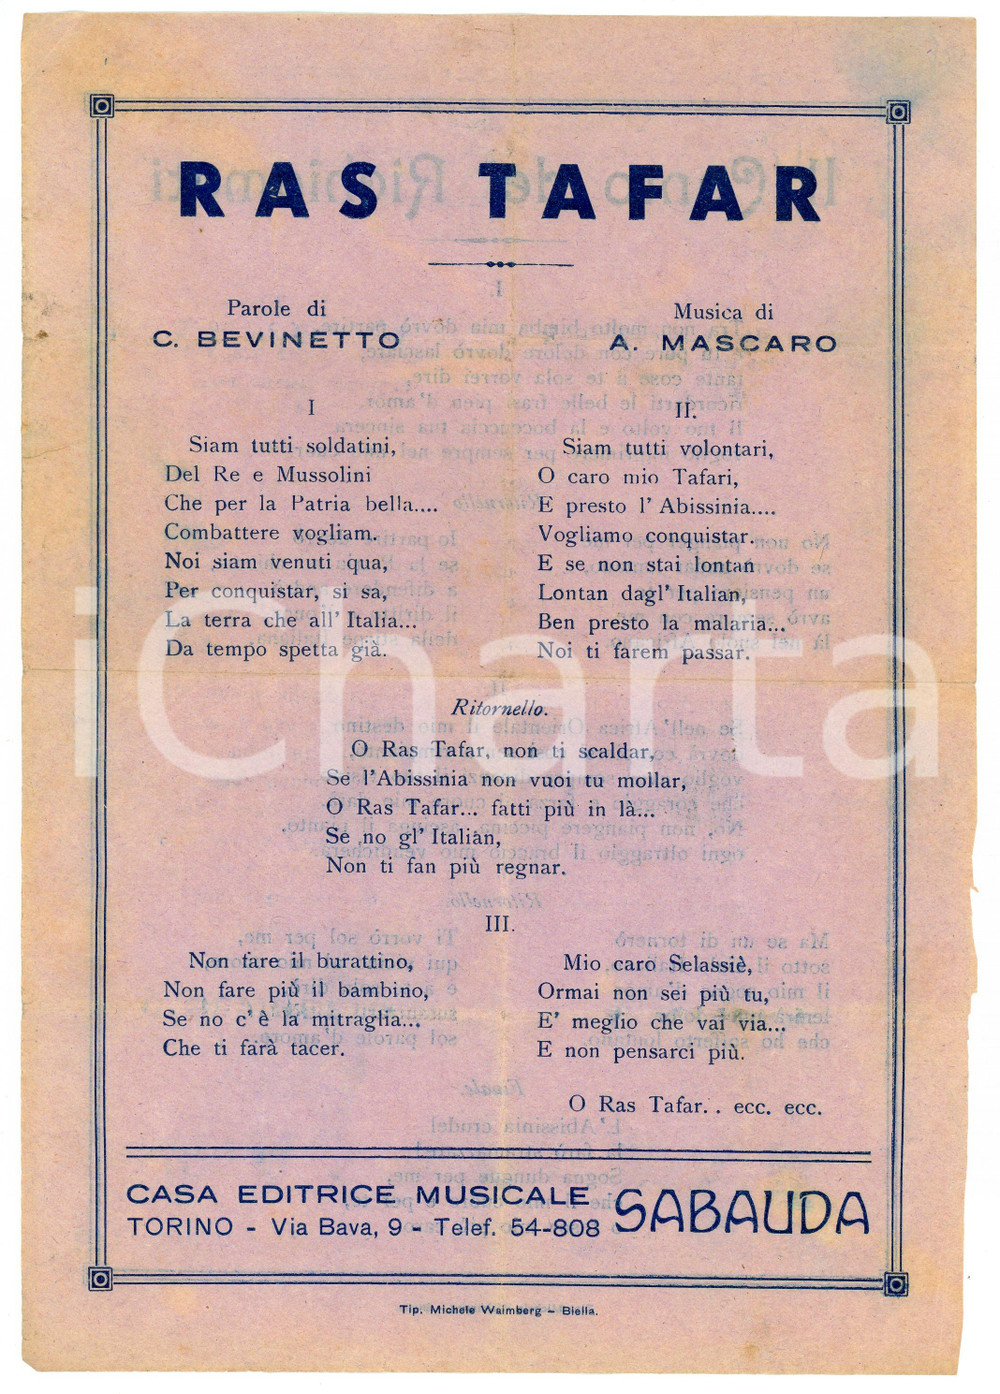 RAS TAFAR
Parole di
C. BEVINETTO
Musica di
A. MASCARO
I
Siam tutti soldatini,
Del Re e Mussolini
Che per la Patria bella....
Combattere vogliam.
Noi siam venuti qua,
Per conquistar, si sa,
La terra che all' Italia...
Da tempo spetta già.
II.
Siam tutti volontari,
O caro mio Tafari,
E presto l' Abissinia....
Vogliamo conquistar.
E se non stai lontan
Lontan dagl' Italian,
Ben presto la malaria...
Noi ti farem passar.
Ritornello.
O Ras Tafar, non ti scaldar,
Se l'Abissinia non vuoi tu mollar,
O Ras Tafar... fatti più in là...
Se no gl' Italian,
Non ti fan più regnar.
III.
Non fare il burattino,
Non fare più il bambino,
Se no c'è la mitraglia...
Che ti farà tacer.
Mio caro Selassiè,
Ormai non sei più tu,
E' meglio che vai via...
E non pensarci più.
O Ras Tafar. . ecc. ecc.
CASA EDITRICE MUSICALE SABAUDA
TORINO - Via Bava, 9 - Telef. 54-808
Tip. Michele Waimberg - Biella.
iCharta